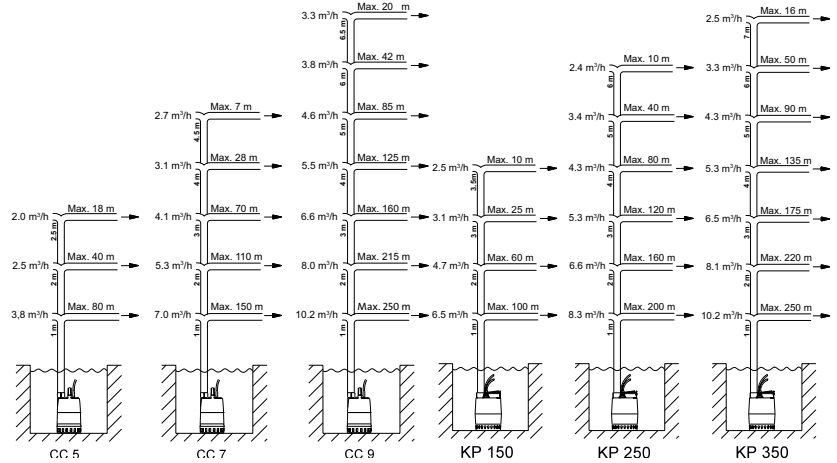 2.0 m³/h Max. 18 m 2.5 m
2.5 m³/h Max. 40 m 2 m
3,8 m³/h Max. 80 m 1 m
CC 5
2.7 m³/h Max. 7 m 4.5 m
3.1 m³/h Max. 28 m 4 m
4.1 m³/h Max. 70 m 3 m
5.3 m³/h Max. 110 m 2 m
7.0 m³/h Max. 150 m 1 m
CC 7
3.3 m³/h Max. 20 m 6.5 m
3.8 m³/h Max. 42 m 6 m
4.6 m³/h Max. 85 m 5 m
5.5 m³/h Max. 125 m 4 m
6.6 m³/h Max. 160 m 3 m
8.0 m³/h Max. 215 m 2 m
10.2 m³/h Max. 250 m 1 m
CC 9
2.5 m³/h Max. 10 m 3.5 m
3.1 m³/h Max. 25 m 3 m
4.7 m³/h Max. 60 m 2 m
6.5 m³/h Max. 100 m 1 m
KP 150
2.4 m³/h Max. 10 m 6 m
3.4 m³/h Max. 40 m 5 m
4.3 m³/h Max. 80 m 4 m
5.3 m³/h Max. 120 m 3 m
6.6 m³/h Max. 160 m 2 m
8.3 m³/h Max. 200 m 1 m
KP 250
2.5 m³/h Max. 16 m 7 m
3.3 m³/h Max. 50 m 6 m
4.3 m³/h Max. 90 m 5 m
5.3 m³/h Max. 135 m 4 m
6.5 m³/h Max. 175 m 3 m
8.1 m³/h Max. 220 m 2 m
10.2 m³/h Max. 250 m 1 m
KP 350